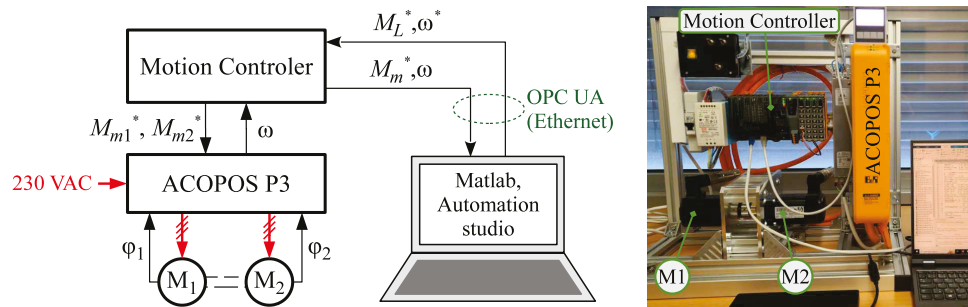 M_L*,ω*
Motion Controler
M_m*,ω
OPC UA
(Ethernet)
M_m1*, M_m2*
ω
230 VAC
ACOPOS P3
Matlab,
Automation
studio
φ₁
φ₂
M₁
M₂
Motion Controller
ACOPOS P3
M1
M2